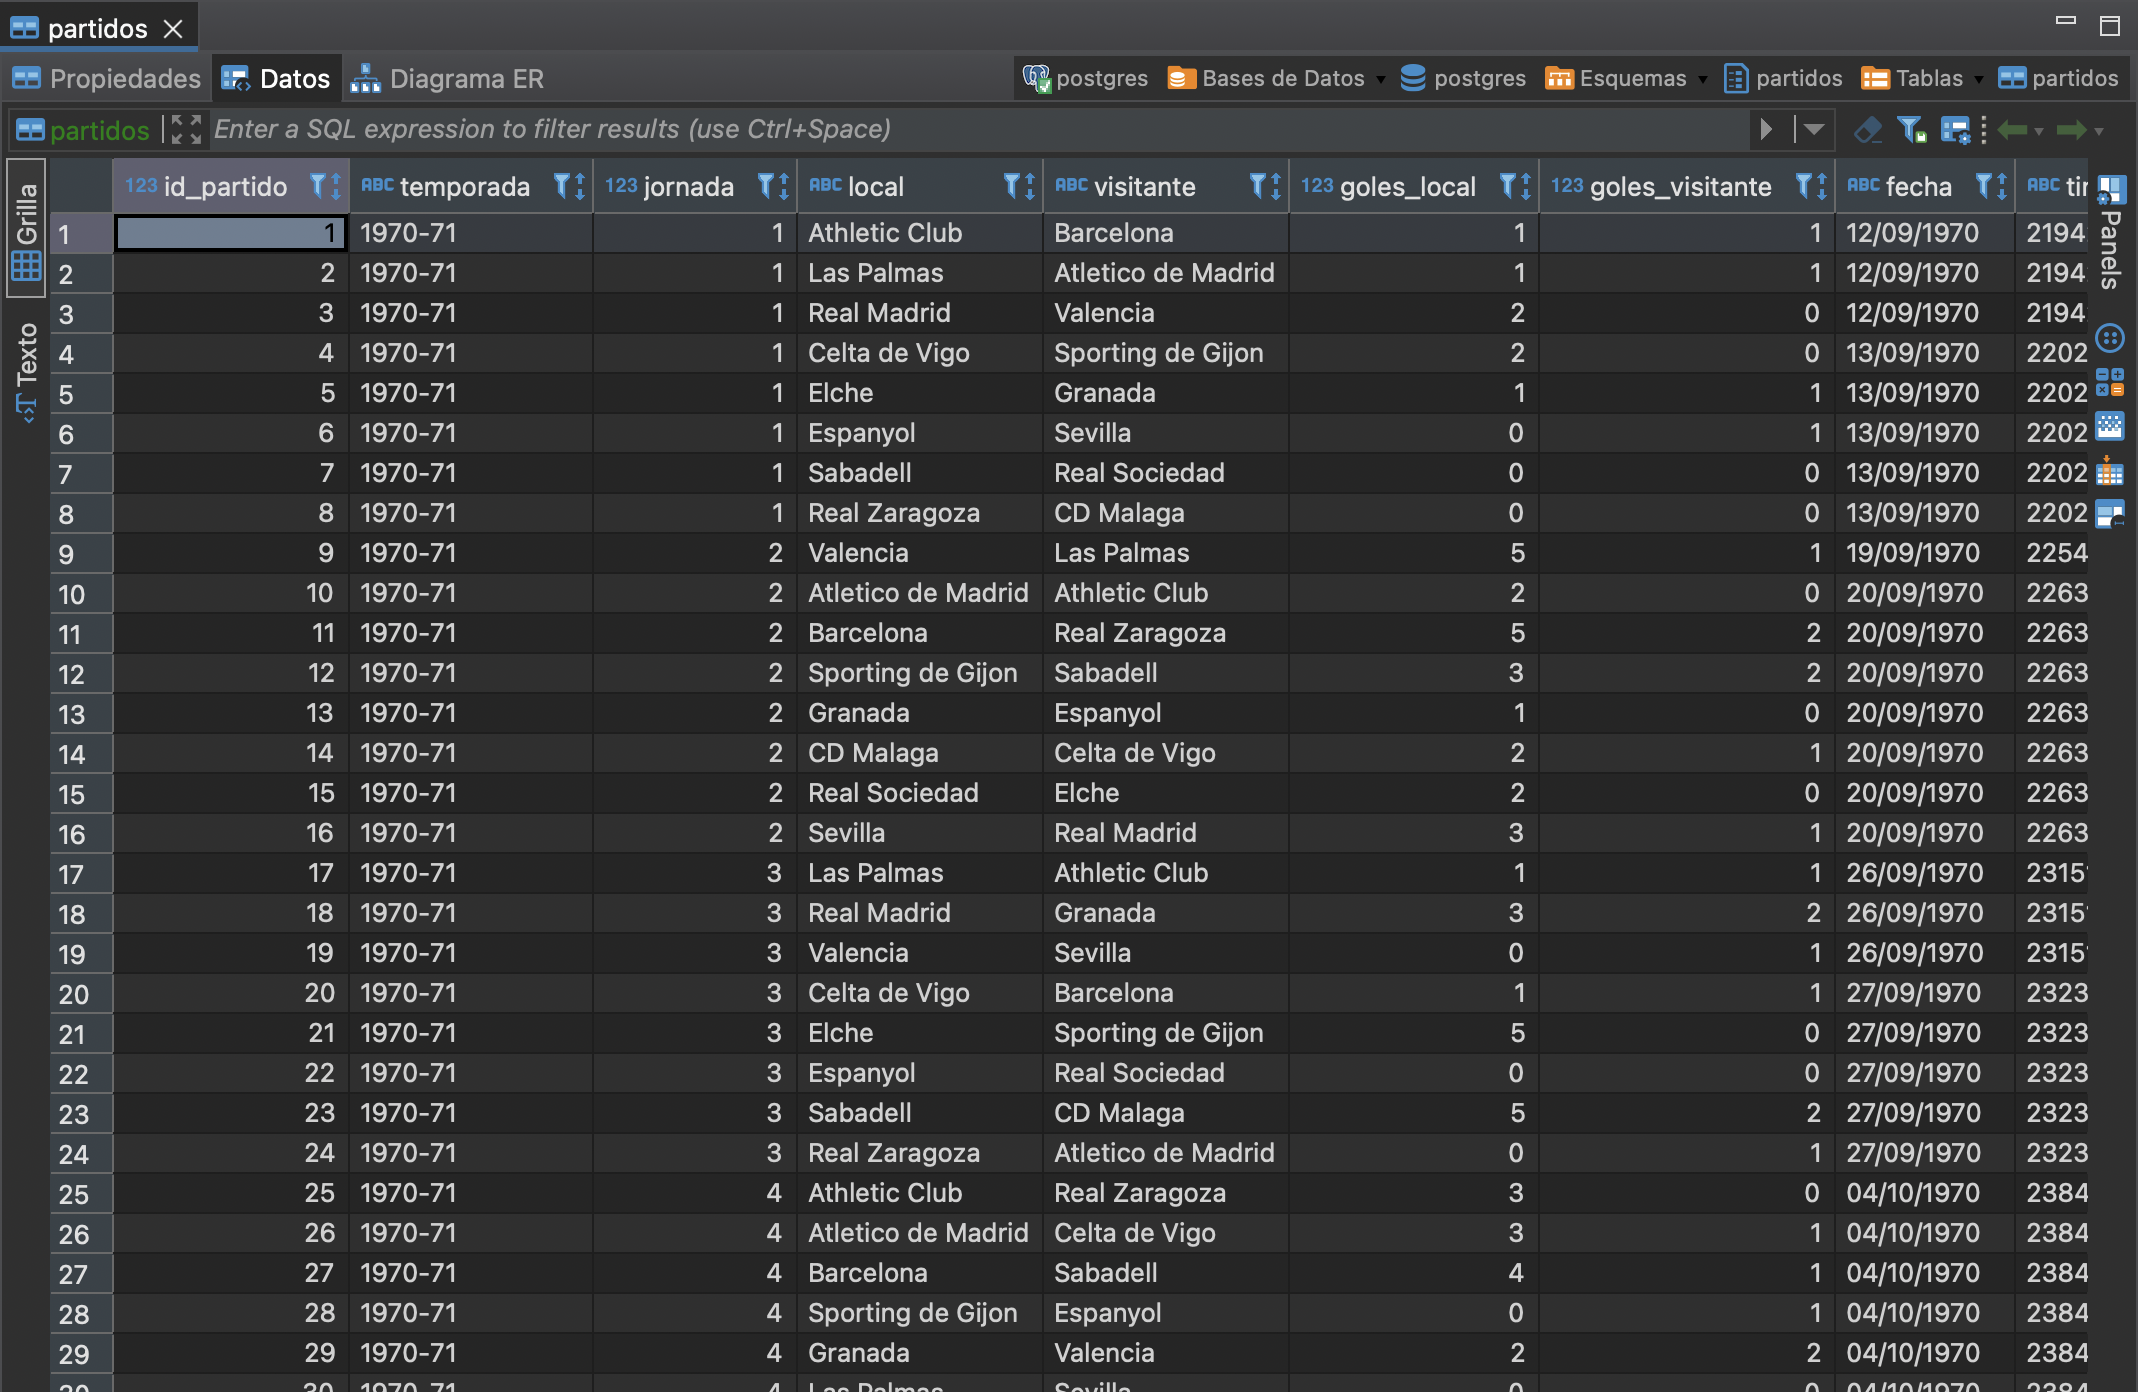 partidos
Propiedades Datos Diagrama ER postgres Bases de Datos postgres Esquemas partidos Tablas partidos
partidos Enter a SQL expression to filter results (use Ctrl+Space)
Grilla
Texto
Panels
123 id_partido ABC temporada 123 jornada ABC local ABC visitante 123 goles_local 123 goles_visitante ABC fecha ABC
1 1 1970-71 1 Athletic Club Barcelona 1 1 12/09/1970 2194
2 2 1970-71 1 Las Palmas Atletico de Madrid 1 1 12/09/1970 2194
3 3 1970-71 1 Real Madrid Valencia 2 0 12/09/1970 2194
4 4 1970-71 1 Celta de Vigo Sporting de Gijon 2 0 13/09/1970 2202
5 5 1970-71 1 Elche Granada 1 1 13/09/1970 2202
6 6 1970-71 1 Espanyol Sevilla 0 1 13/09/1970 2202
7 7 1970-71 1 Sabadell Real Sociedad 0 0 13/09/1970 2202
8 8 1970-71 1 Real Zaragoza CD Malaga 0 0 13/09/1970 2202
9 9 1970-71 2 Valencia Las Palmas 5 1 19/09/1970 2254
10 10 1970-71 2 Atletico de Madrid Athletic Club 2 0 20/09/1970 2263
11 11 1970-71 2 Barcelona Real Zaragoza 5 2 20/09/1970 2263
12 12 1970-71 2 Sporting de Gijon Sabadell 3 2 20/09/1970 2263
13 13 1970-71 2 Granada Espanyol 1 0 20/09/1970 2263
14 14 1970-71 2 CD Malaga Celta de Vigo 2 1 20/09/1970 2263
15 15 1970-71 2 Real Sociedad Elche 2 0 20/09/1970 2263
16 16 1970-71 2 Sevilla Real Madrid 3 1 20/09/1970 2263
17 17 1970-71 3 Las Palmas Athletic Club 1 1 26/09/1970 2315
18 18 1970-71 3 Real Madrid Granada 3 2 26/09/1970 2315
19 19 1970-71 3 Valencia Sevilla 0 1 26/09/1970 2315
20 20 1970-71 3 Celta de Vigo Barcelona 1 1 27/09/1970 2323
21 21 1970-71 3 Elche Sporting de Gijon 5 0 27/09/1970 2323
22 22 1970-71 3 Espanyol Real Sociedad 0 0 27/09/1970 2323
23 23 1970-71 3 Sabadell CD Malaga 5 2 27/09/1970 2323
24 24 1970-71 3 Real Zaragoza Atletico de Madrid 0 1 27/09/1970 2323
25 25 1970-71 4 Athletic Club Real Zaragoza 3 0 04/10/1970 2384
26 26 1970-71 4 Atletico de Madrid Celta de Vigo 3 1 04/10/1970 2384
27 27 1970-71 4 Barcelona Sabadell 4 1 04/10/1970 2384
28 28 1970-71 4 Sporting de Gijon Espanyol 0 1 04/10/1970 2384
29 29 1970-71 4 Granada Valencia 2 2 04/10/1970 2384
30 30 1970-71 4 Las Palmas Sevilla 0 0 04/10/1970 2384